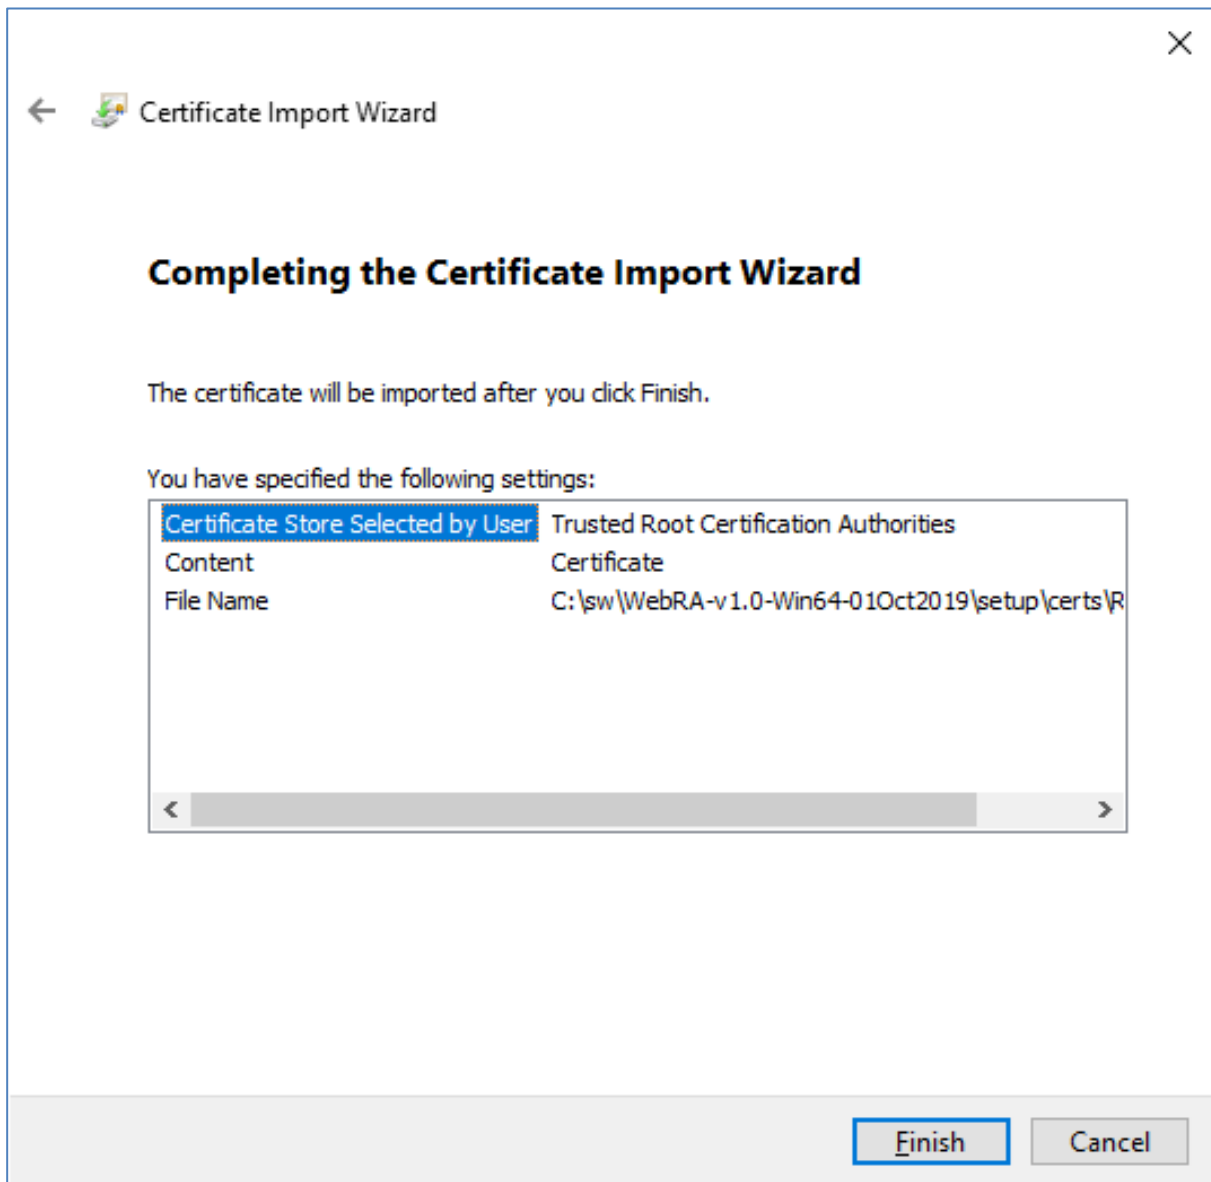 Certificate Import Wizard
Completing the Certificate Import Wizard
The certificate will be imported after you click Finish.
You have specified the following settings:
Certificate Store Selected by User Trusted Root Certification Authorities
Content Certificate
File Name C:\sw\WebRA-v1.0-Win64-01Oct2019\setup\certs\R
Finish Cancel